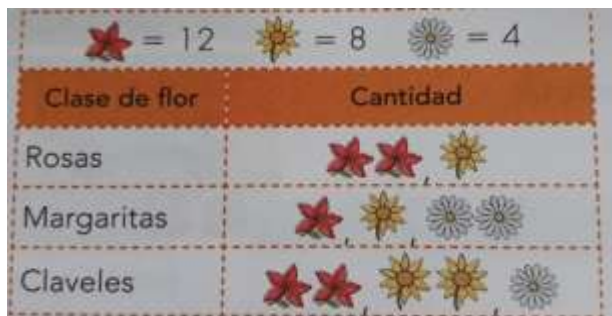 = 12 = 8 = 4
Clase de flor Cantidad
Rosas
Margaritas
Claveles